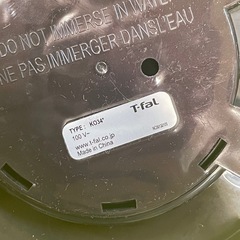 DO NOT IMMERSE IN WATE
NE PAS IMMERGER DANS L'EAU
T-fal
TYPE: KO34*
100 V~
www.t-fal.co.jp
Made in China